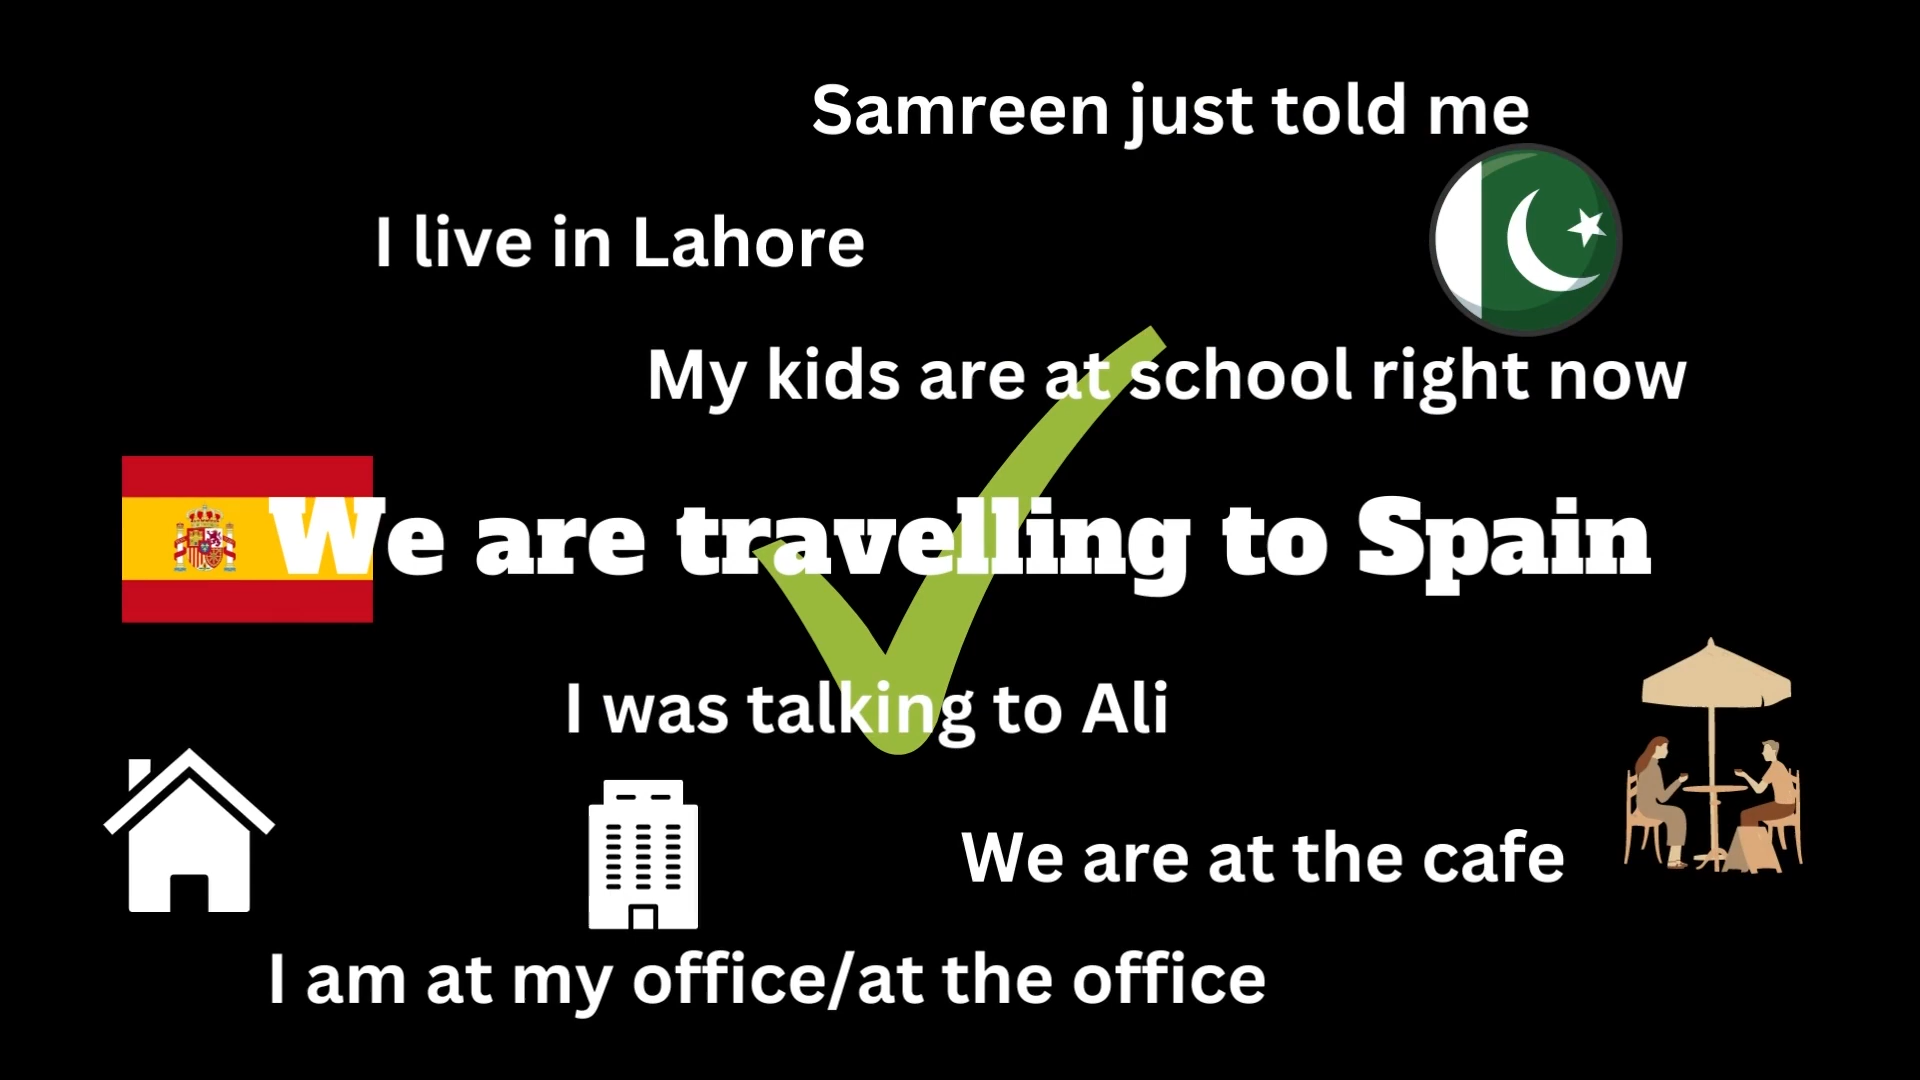 Samreen just told me
I live in Lahore
My kids are at school right now
We are travelling to Spain
I was talking to Ali
We are at the cafe
I am at my office/at the office